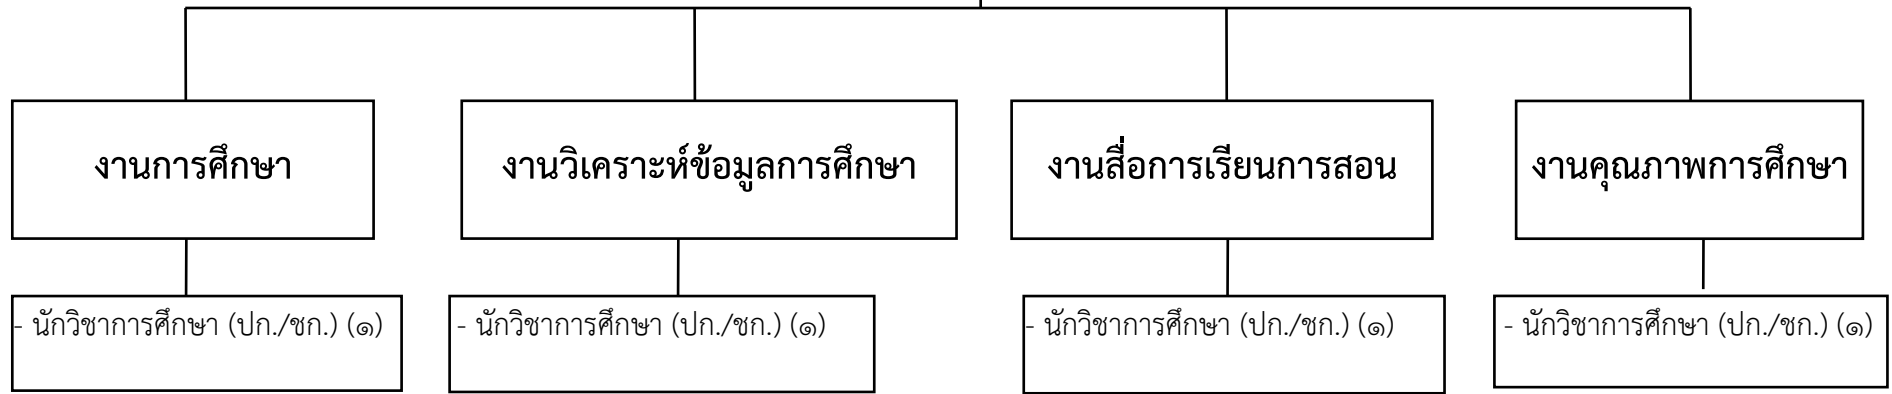 งานการศึกษา
งานวิเคราะห์ข้อมูลการศึกษา
งานสื่อการเรียนการสอน
งานคุณภาพการศึกษา
- นักวิชาการศึกษา (ปก./ชก.) (๑)
- นักวิชาการศึกษา (ปก./ชก.) (๑)
- นักวิชาการศึกษา (ปก./ชก.) (๑)
- นักวิชาการศึกษา (ปก./ชก.) (๑)